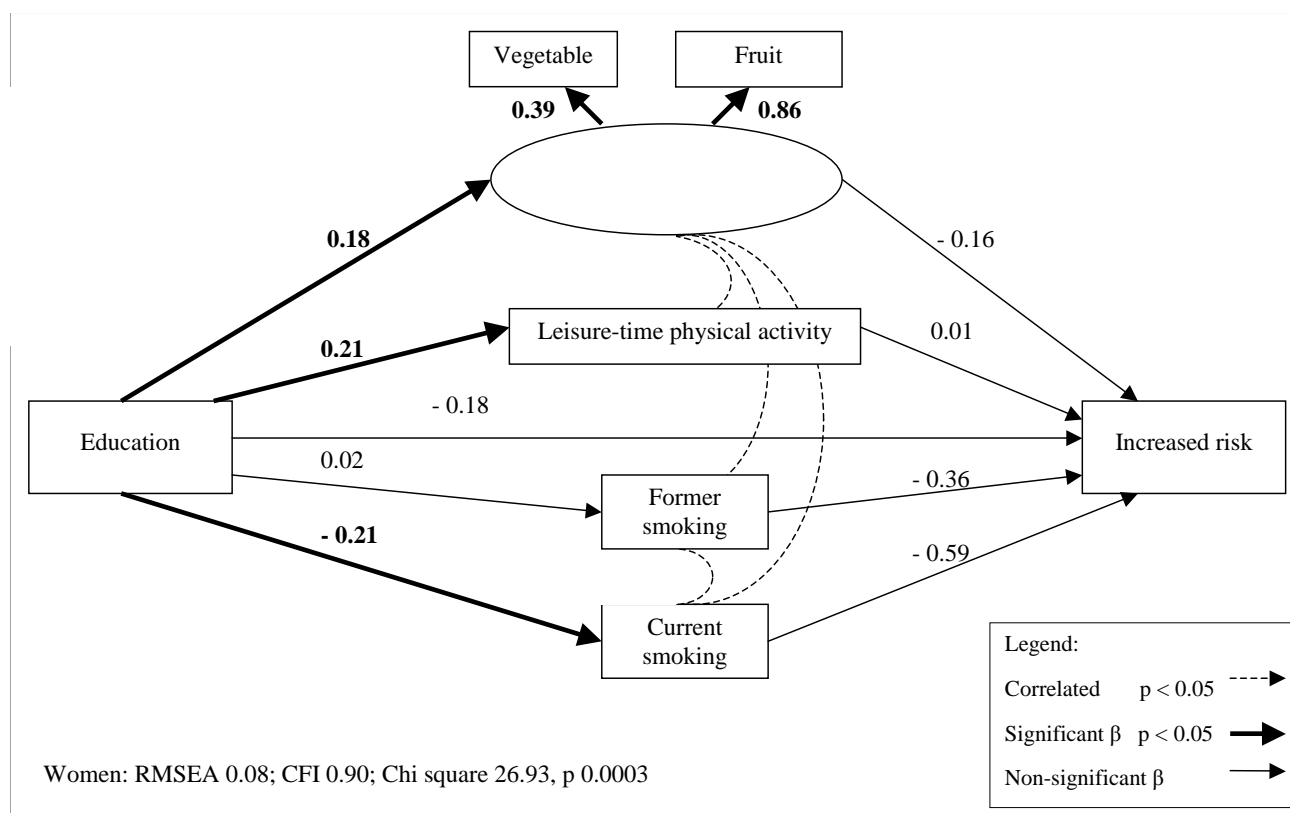 Vegetable
Fruit
0.39
0.86
0.18
- 0.16
Leisure-time physical activity
0.01
0.21
- 0.18
Education
Increased risk
0.02
Former
smoking
- 0.36
- 0.21
- 0.59
Current
smoking
Legend:
Correlated p < 0.05
Significant β p < 0.05
Non-significant β
Women: RMSEA 0.08; CFI 0.90; Chi square 26.93, p 0.0003